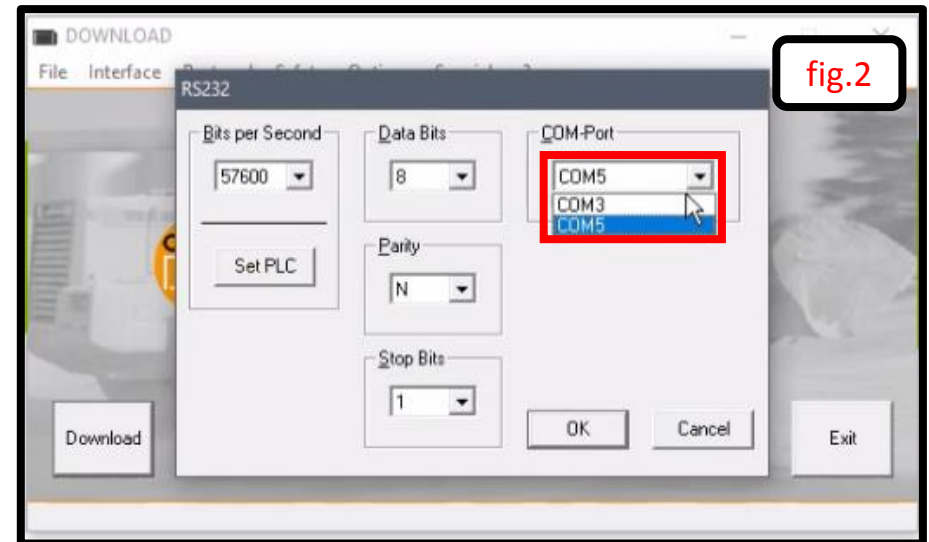 DOWNLOAD
fig.2
File Interface
RS232
Bits per Second
Data Bits
COM-Port
57600
8
COM5
COM3
COM5
Set PLC
Parity
N
Stop Bits
1
Download
OK
Cancel
Exit